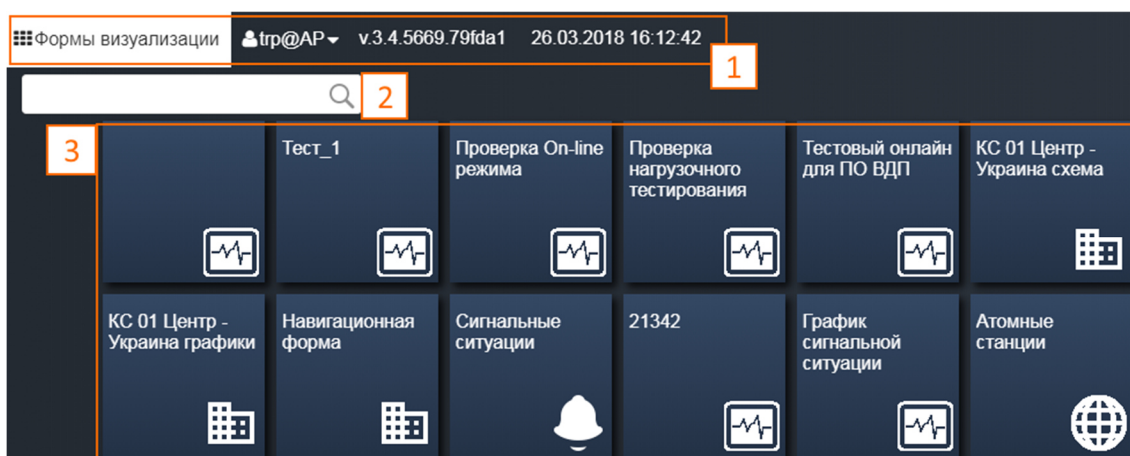 Формы визуализации trp@AP v.3.4.5669.79fda1 26.03.2018 16:12:42
1
2
3
Тест_1
Проверка On-line
режима
Проверка
нагрузочного
тестирования
Тестовый онлайн
для ПО ВДП
КС 01 Центр -
Украина схема
КС 01 Центр -
Украина графики
Навигационная
форма
Сигнальные
ситуации
21342
График
сигнальной
ситуации
Атомные
станции